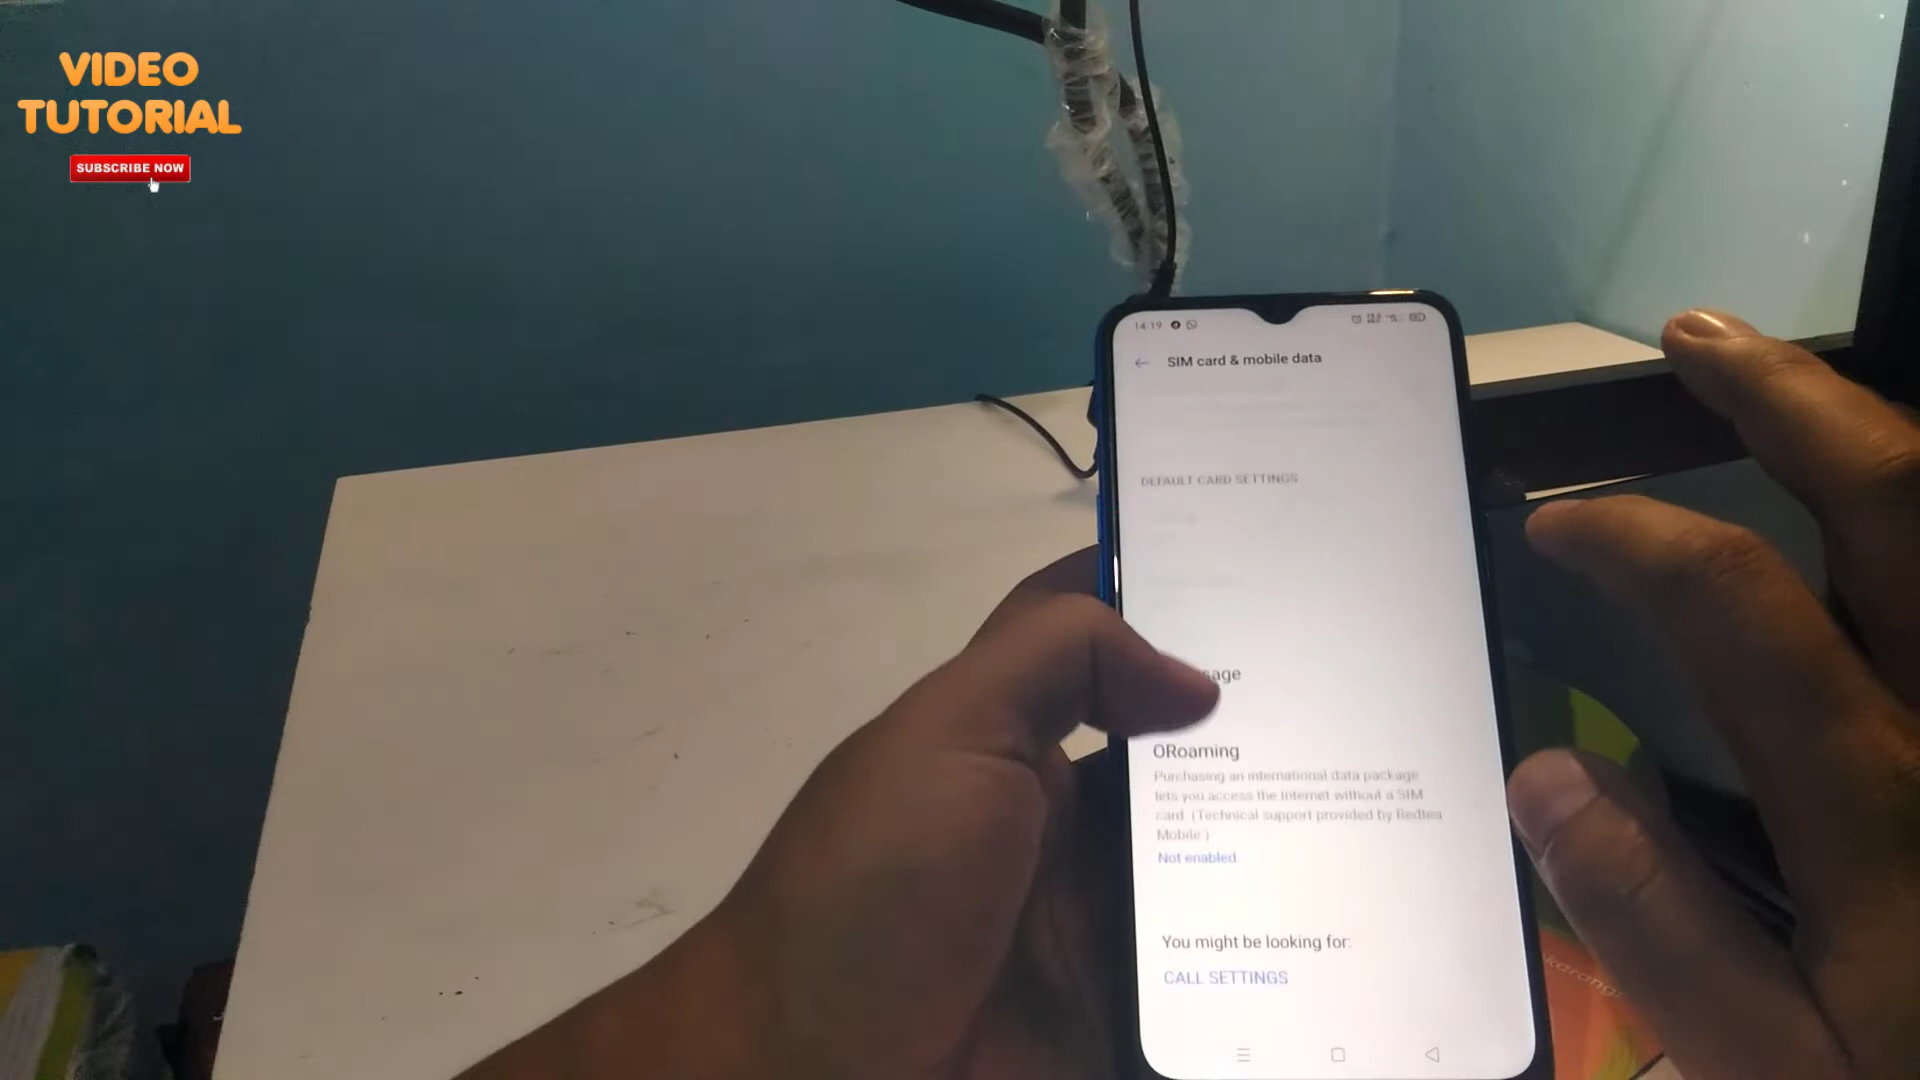 VIDEO
TUTORIAL
SUBSCRIBE NOW
14:19
SIM card & mobile data
DEFAULT CARD SETTINGS
ORoaming
Purchasing an international data package
lets you access the Internet without a SIM
card. (Technical support provided by Redtea
Mobile.)
Not enabled
You might be looking for:
CALL SETTINGS